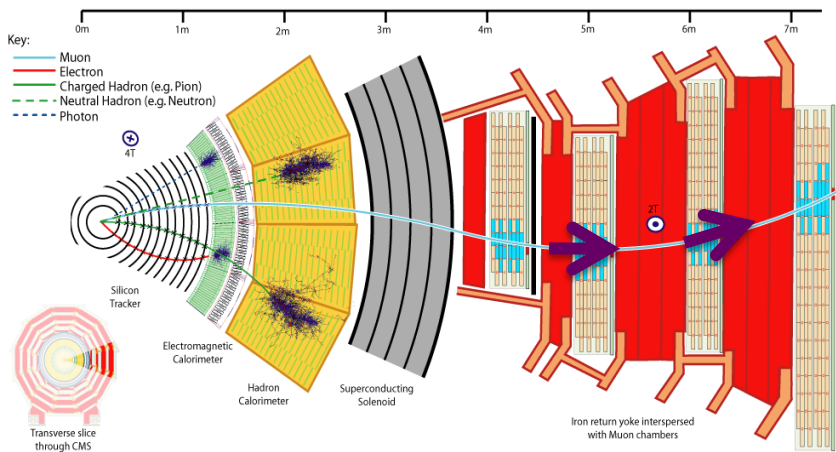 0m 1m 2m 3m 4m 5m 6m 7m
Key:
Muon
Electron
Charged Hadron (e.g. Pion)
Neutral Hadron (e.g. Neutron)
Photon
4T
2T
Silicon
Tracker
Electromagnetic
Calorimeter
Hadron
Calorimeter
Superconducting
Solenoid
Iron return yoke interspersed
with Muon chambers
Transverse slice
through CMS